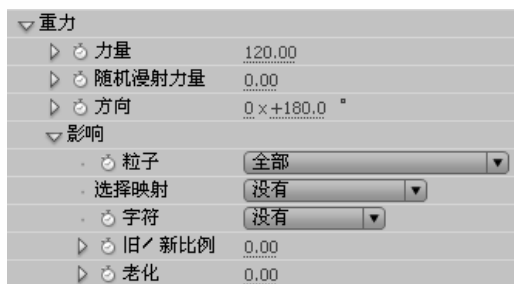 重力
力量 120.00
随机漫射力量 0.00
方向 0 x +180.0 °
影响
粒子 全部
选择映射 没有
字符 没有
旧/新比例 0.00
老化 0.00